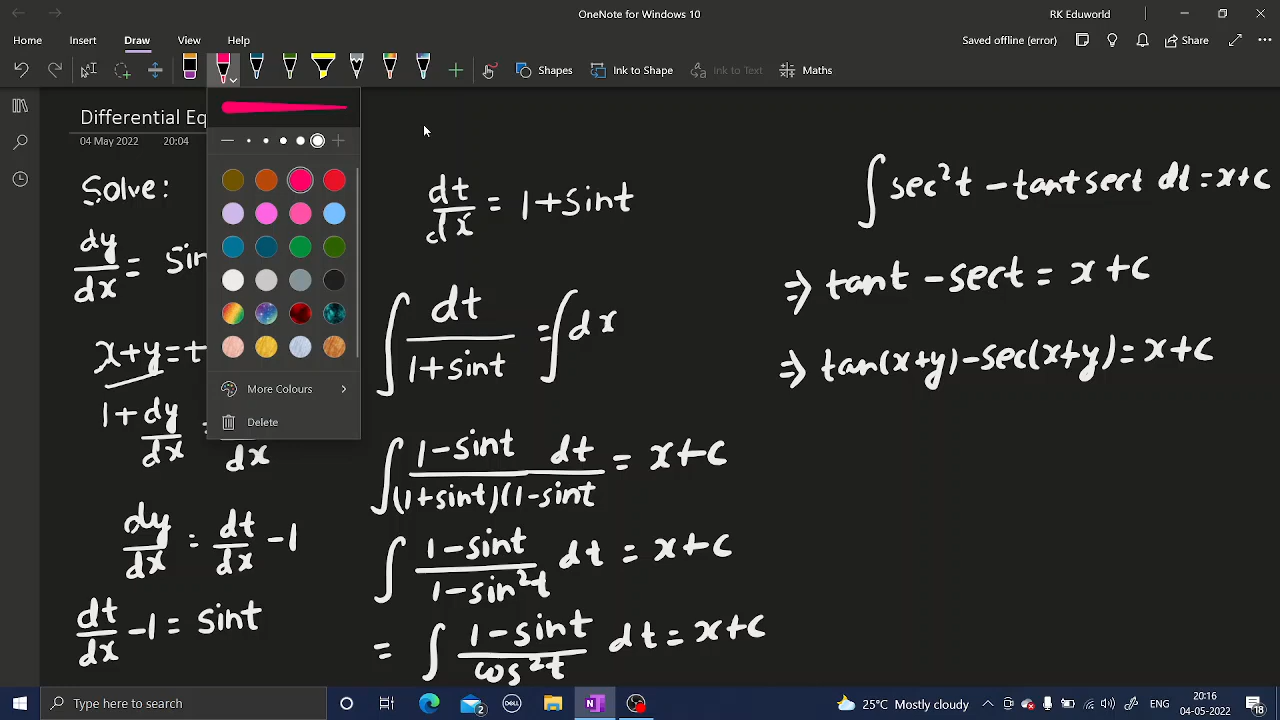 OneNote for Windows 10
RK Eduworld
Home Insert Draw View Help
Saved offline (error)
Share
Shapes
Ink to Shape
Ink to Text
Maths
Differential Eq
04 May 2022 20:04
More Colours
Delete
Solve:
dy/dx = sin
x+y=t
1+dy/dx =
dx
dy/dx = dt/dx -1
dt/dx -1 = sint
dt/dx = 1+sint
∫ dt/1+sint = ∫dx
∫ 1-sint dt/(1+sint)(1-sint = x+c
∫ 1-sint/1-sin²t dt = x+c
= ∫ 1-sint/cos²t dt = x+c
∫ sec²t - tant sect dt = x+c
⇒ tant - sect = x+c
⇒ tan(x+y)-sec(x+y) = x+c
Type here to search
2
25°C Mostly cloudy
ENG
20:16
04-05-2022